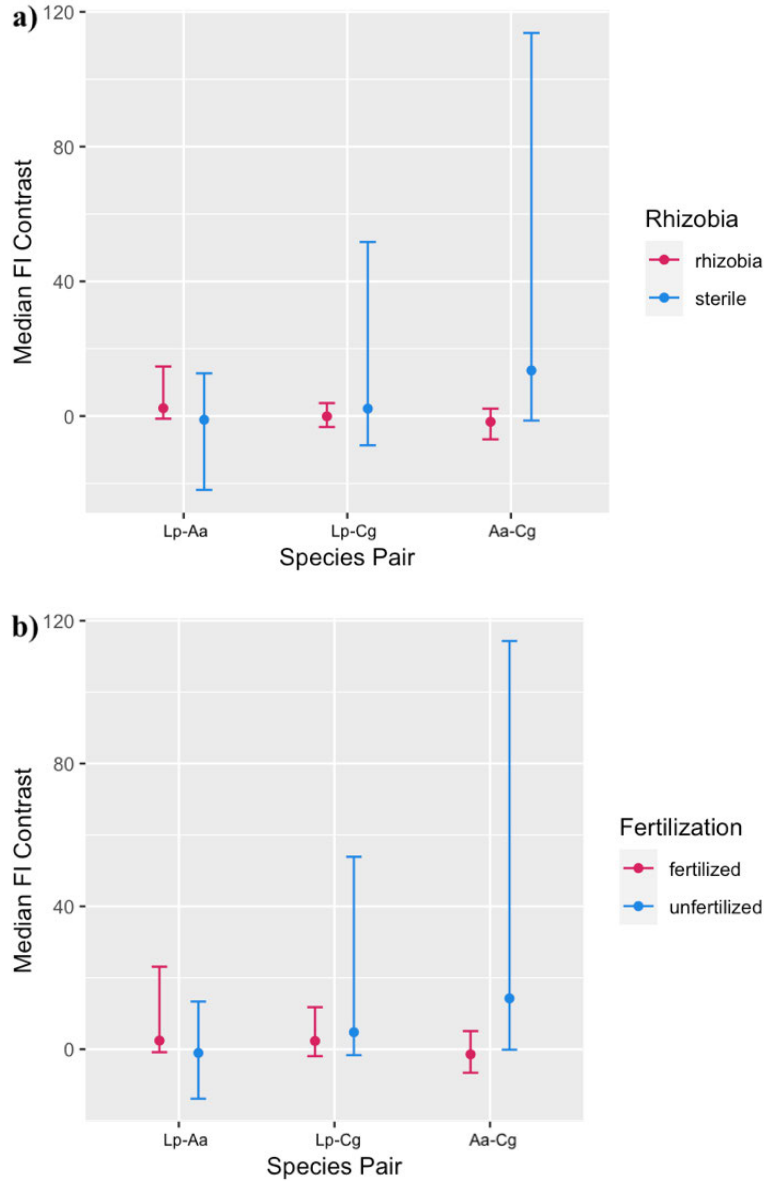 a)
120
80
40
0
Median FI Contrast
Lp-Aa Lp-Cg Aa-Cg
Species Pair
Rhizobia
rhizobia
sterile
b)
120
80
40
0
Median FI Contrast
Lp-Aa Lp-Cg Aa-Cg
Species Pair
Fertilization
fertilized
unfertilized